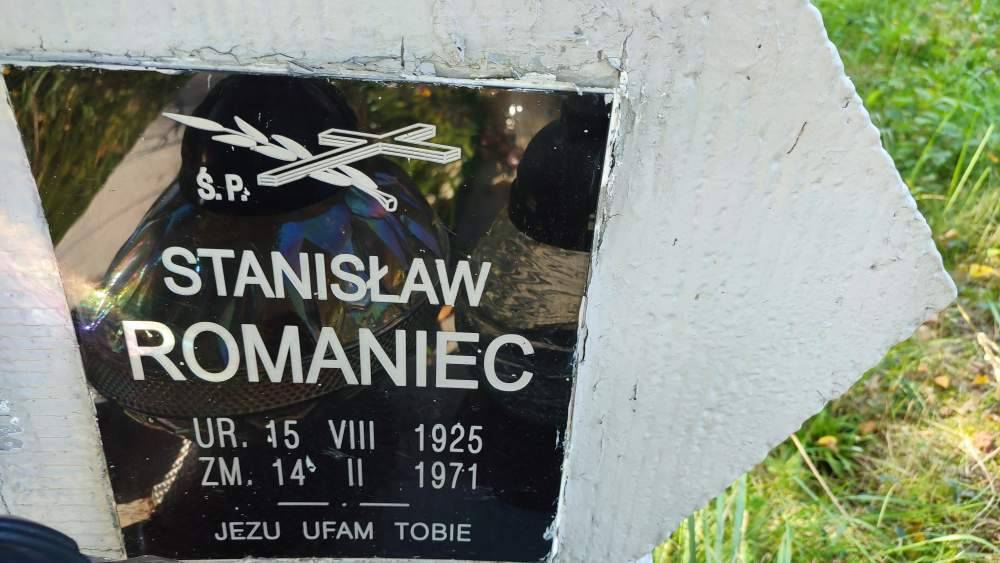 Ś.P.
STANISŁAW
ROMANIEC
UR. 15 VIII 1925
ZM. 14 II 1971
JEZU UFAM TOBIE